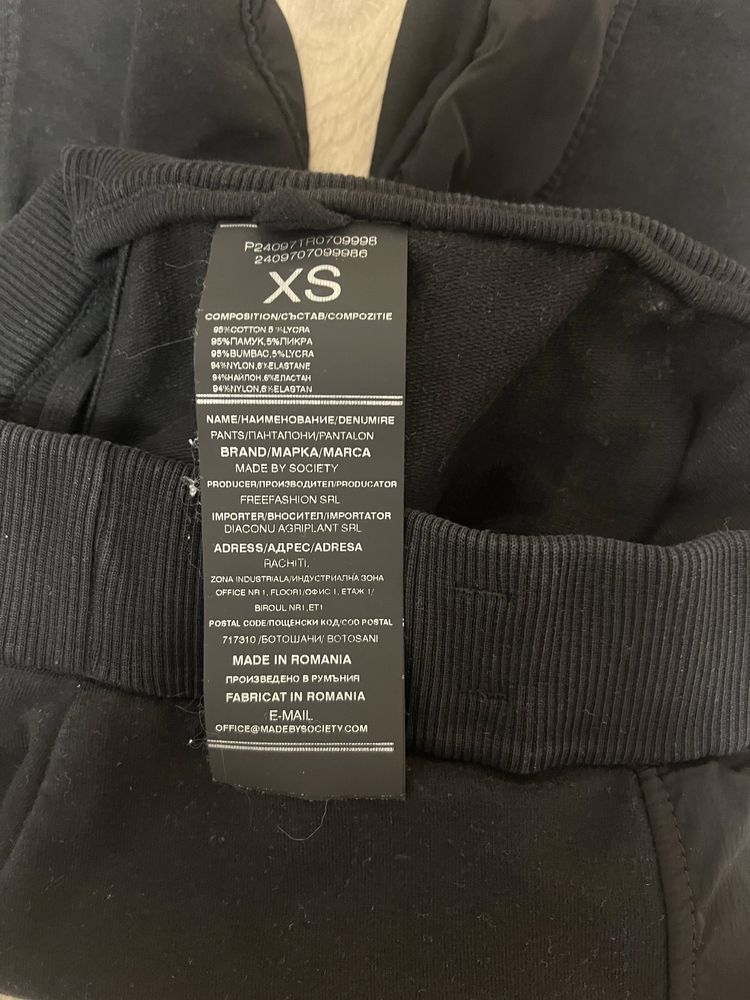 P24097TR0709998
2409707099986
XS
COMPOSITION/СЪСТАВ/COMPOZITIE
95%COTTON,5%LYCRA
95%ПАМУК,5%ЛИКРА
95%BUMBAC,5%LYCRA
94%NYLON,6%ELASTANE
94%НАЙЛОН,6%ЕЛАСТАН
94%NYLON,6%ELASTAN
NAME/НАИМЕНОВАНИЕ/DENUMIRE
PANTS/ПАНТАЛОНИ/PANTALON
BRAND/МАРКА/MARCA
MADE BY SOCIETY
PRODUCER/ПРОИЗВОДИТЕЛ/PRODUCATOR
FREEFASHION SRL
IMPORTER/ВНОСИТЕЛ/IMPORTATOR
DIACONU AGRIPLANT SRL
ADRESS/АДРЕС/ADRESA
RACHITI,
ZONA INDUSTRIALA/ИНДУСТРИАЛНА ЗОНА
OFFICE NR1, FLOOR1/ОФИС 1, ЕТАЖ 1/
BIROUL NR1,ET1
POSTAL CODE/ПОЩЕНСКИ КОД/COD POSTAL
717310 /БОТОШАНИ/ BOTOSANI
MADE IN ROMANIA
ПРОИЗВЕДЕНО В РУМЪНИЯ
FABRICAT IN ROMANIA
E-MAIL
OFFICE@MADEBYSOCIETY.COM